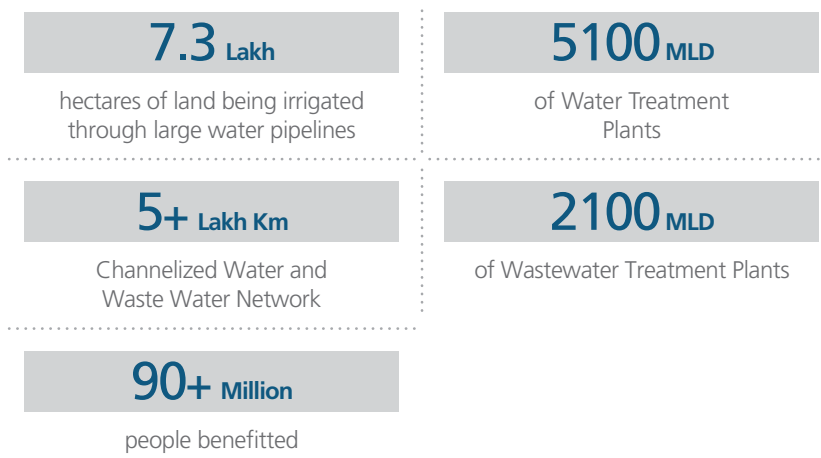 7.3 Lakh
hectares of land being irrigated
through large water pipelines
5100 MLD
of Water Treatment
Plants
5+ Lakh Km
Channelized Water and
Waste Water Network
2100 MLD
of Wastewater Treatment Plants
90+ Million
people benefitted